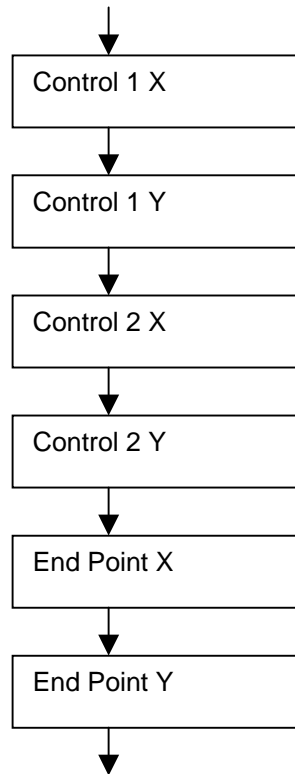 Control 1 X
Control 1 Y
Control 2 X
Control 2 Y
End Point X
End Point Y